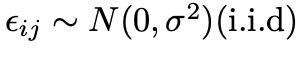 ϵᵢⱼ ∼ N(0, σ²)(i.i.d)